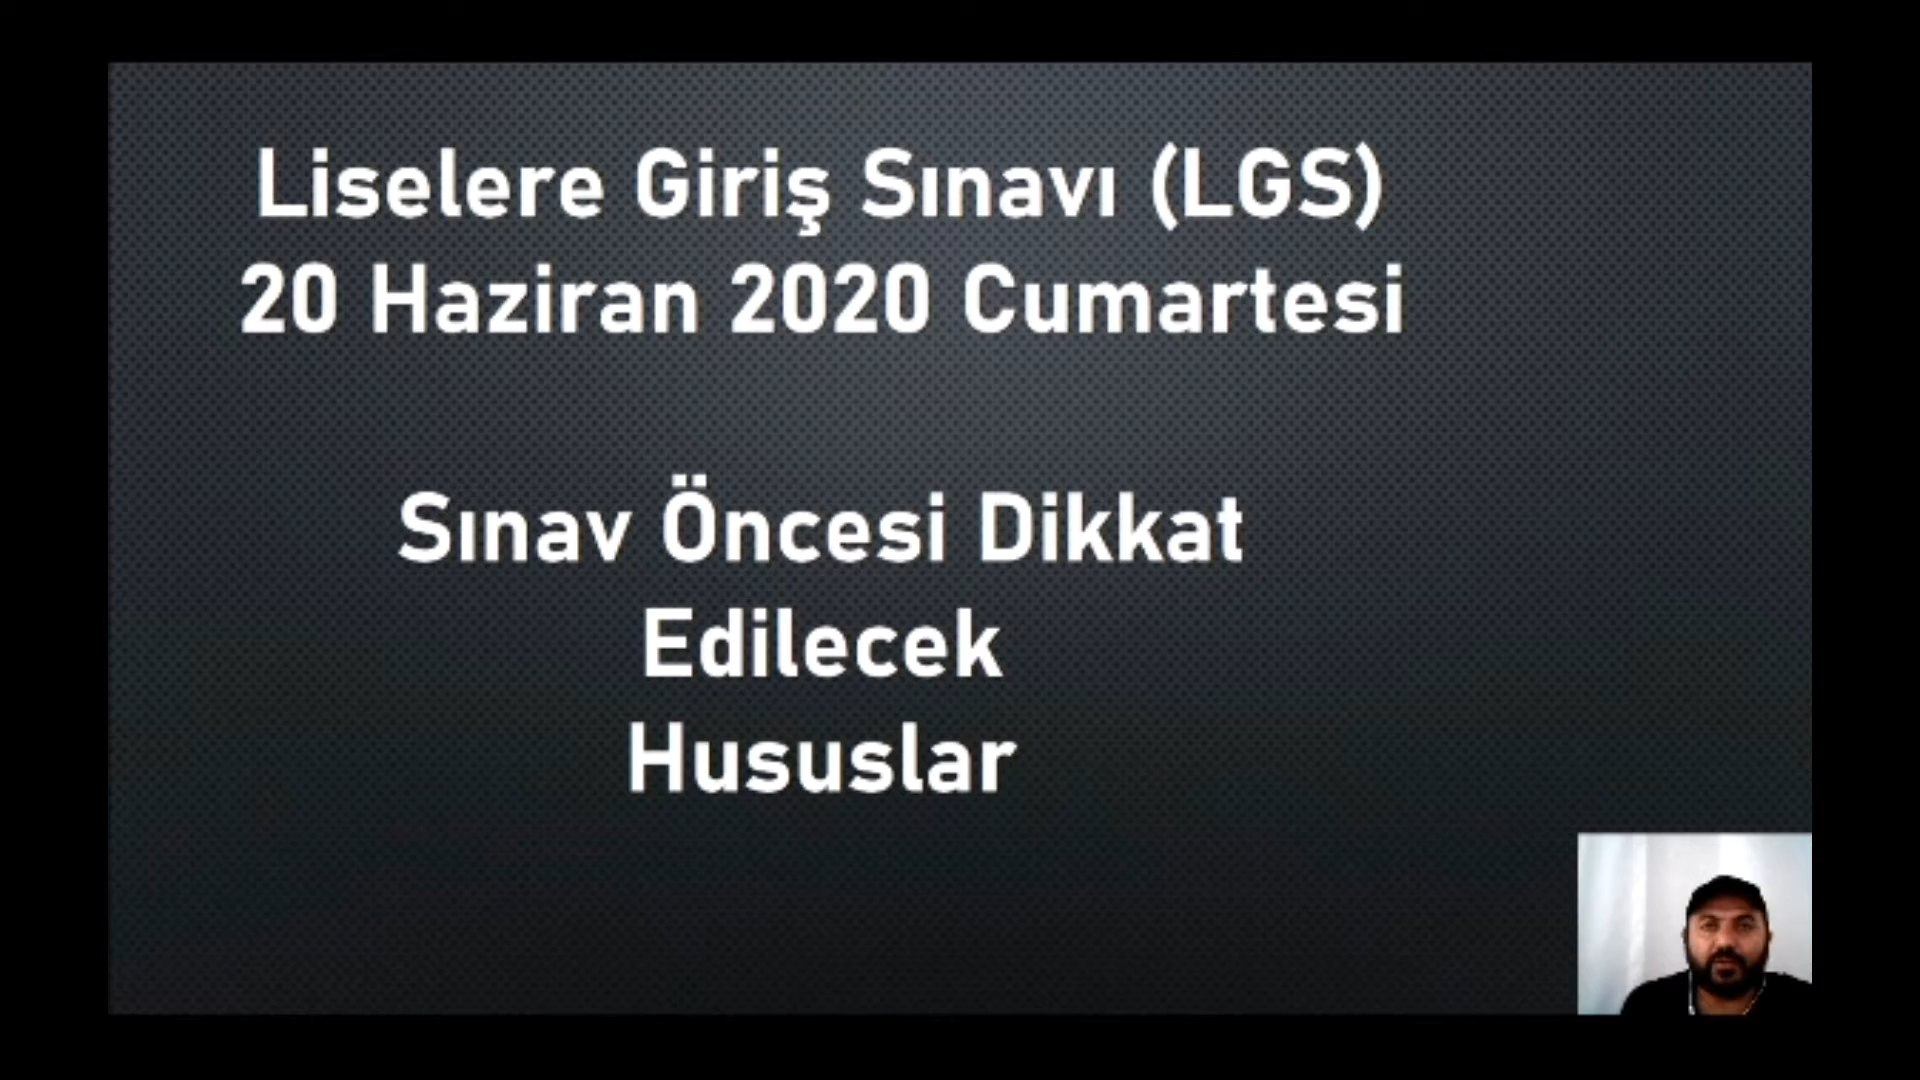 Liselere Giriş Sınavı (LGS)
20 Haziran 2020 Cumartesi
Sınav Öncesi Dikkat
Edilecek
Hususlar